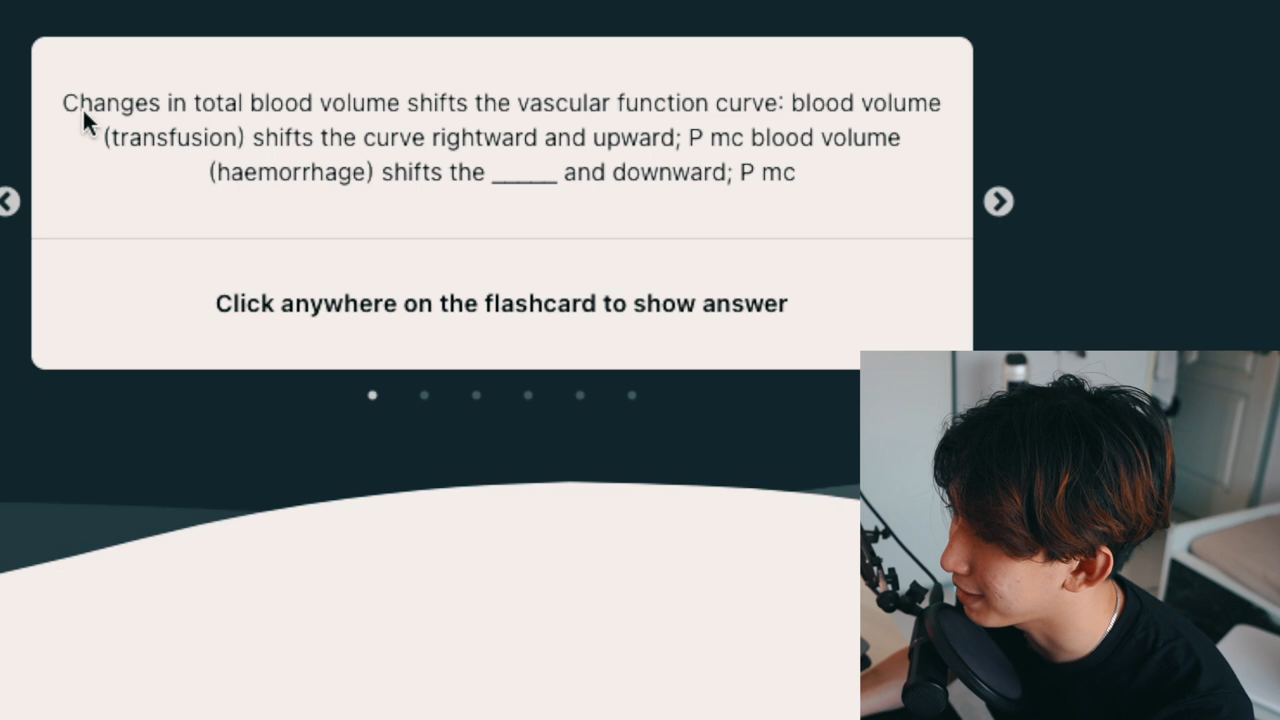 Changes in total blood volume shifts the vascular function curve: blood volume
(transfusion) shifts the curve rightward and upward; P mc blood volume
(haemorrhage) shifts the _____ and downward; P mc
Click anywhere on the flashcard to show answer